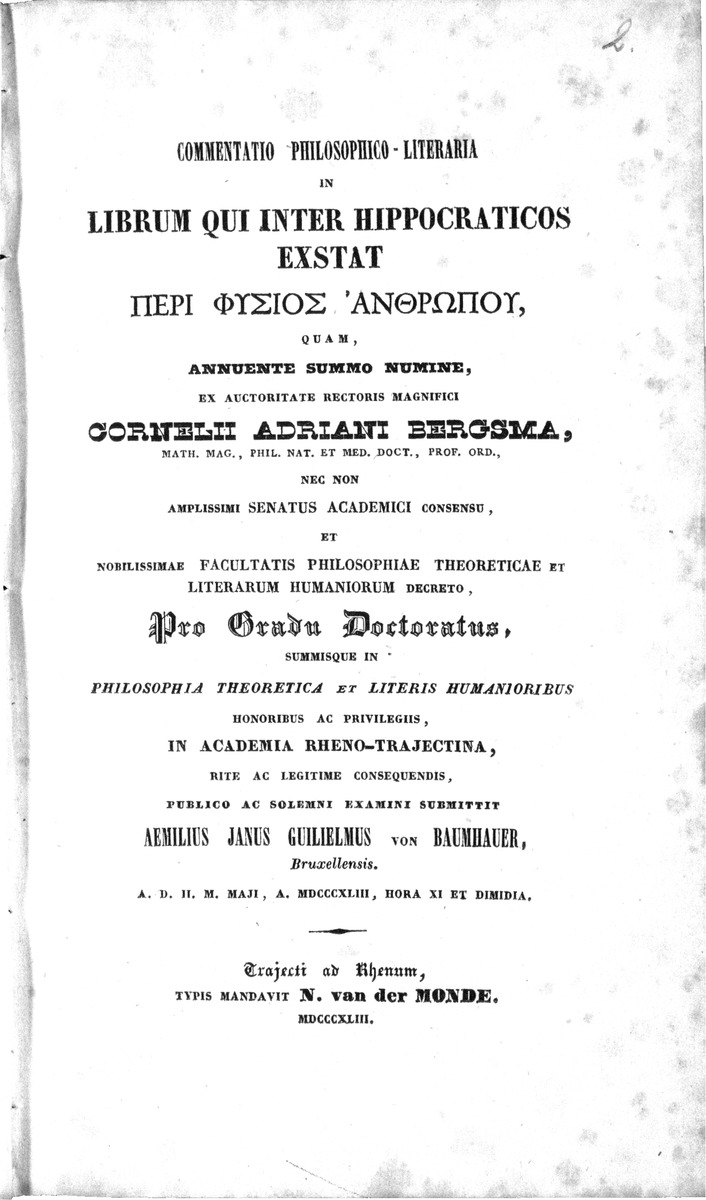 2.
COMMENTATIO PHILOSOPHICO-LITERARIA
IN
LIBRUM QUI INTER HIPPOCRATICOS
EXSTAT
ΠΕΡΙ ΦΥΣΙΟΣ ἈΝΘΡΩΠΟΥ,
QUAM,
ANNUENTE SUMMO NUMINE,
EX AUCTORITATE RECTORIS MAGNIFICI
CORNELII ADRIANI BERGSMA,
MATH. MAG., PHIL. NAT. ET MED. DOCT., PROF. ORD.,
NEC NON
AMPLISSIMI SENATUS ACADEMICI CONSENSU,
ET
NOBILISSIMAE FACULTATIS PHILOSOPHIAE THEORETICAE ET
LITERARUM HUMANIORUM DECRETO,
Pro Gradu Doctoratus,
SUMMISQUE IN
PHILOSOPHIA THEORETICA ET LITERIS HUMANIORIBUS
HONORIBUS AC PRIVILEGIIS,
IN ACADEMIA RHENO-TRAJECTINA,
RITE AC LEGITIME CONSEQUENDIS,
PUBLICO AC SOLEMNI EXAMINI SUBMITTIT
AEMILIUS JANUS GUILIELMUS VON BAUMHAUER,
Bruxellensis.
A. D. II. M. MAJI, A. MDCCCXLIII, HORA XI ET DIMIDIA.
Trajecti ad Rhenum,
TYPIS MANDAVIT N. van der MONDE.
MDCCCXLIII.